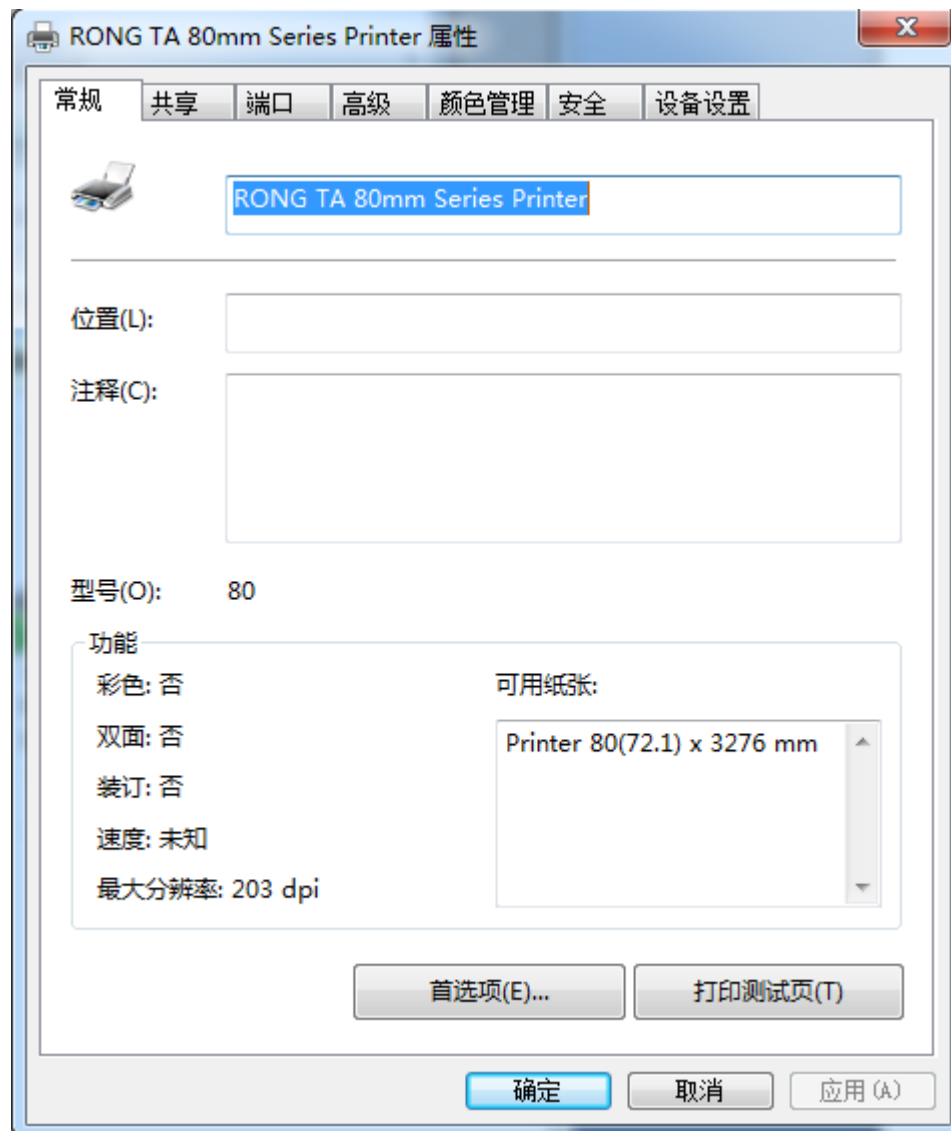 RONG TA 80mm Series Printer 属性
常规 共享 端口 高级 颜色管理 安全 设备设置
RONG TA 80mm Series Printer
位置(L):
注释(C):
型号(O): 80
功能
彩色: 否 可用纸张:
双面: 否 Printer 80(72.1) x 3276 mm
装订: 否
速度: 未知
最大分辨率: 203 dpi
首选项(E)... 打印测试页(T)
确定 取消 应用(A)